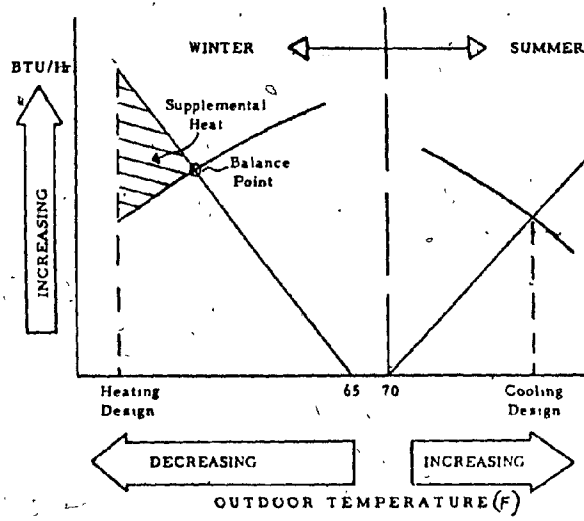 WINTER
SUMMER
BTU/Hr
Supplemental
Heat
Balance
Point
INCREASING
Heating
Design
65 70
Cooling
Design
DECREASING
INCREASING
OUTDOOR TEMPERATURE (F)